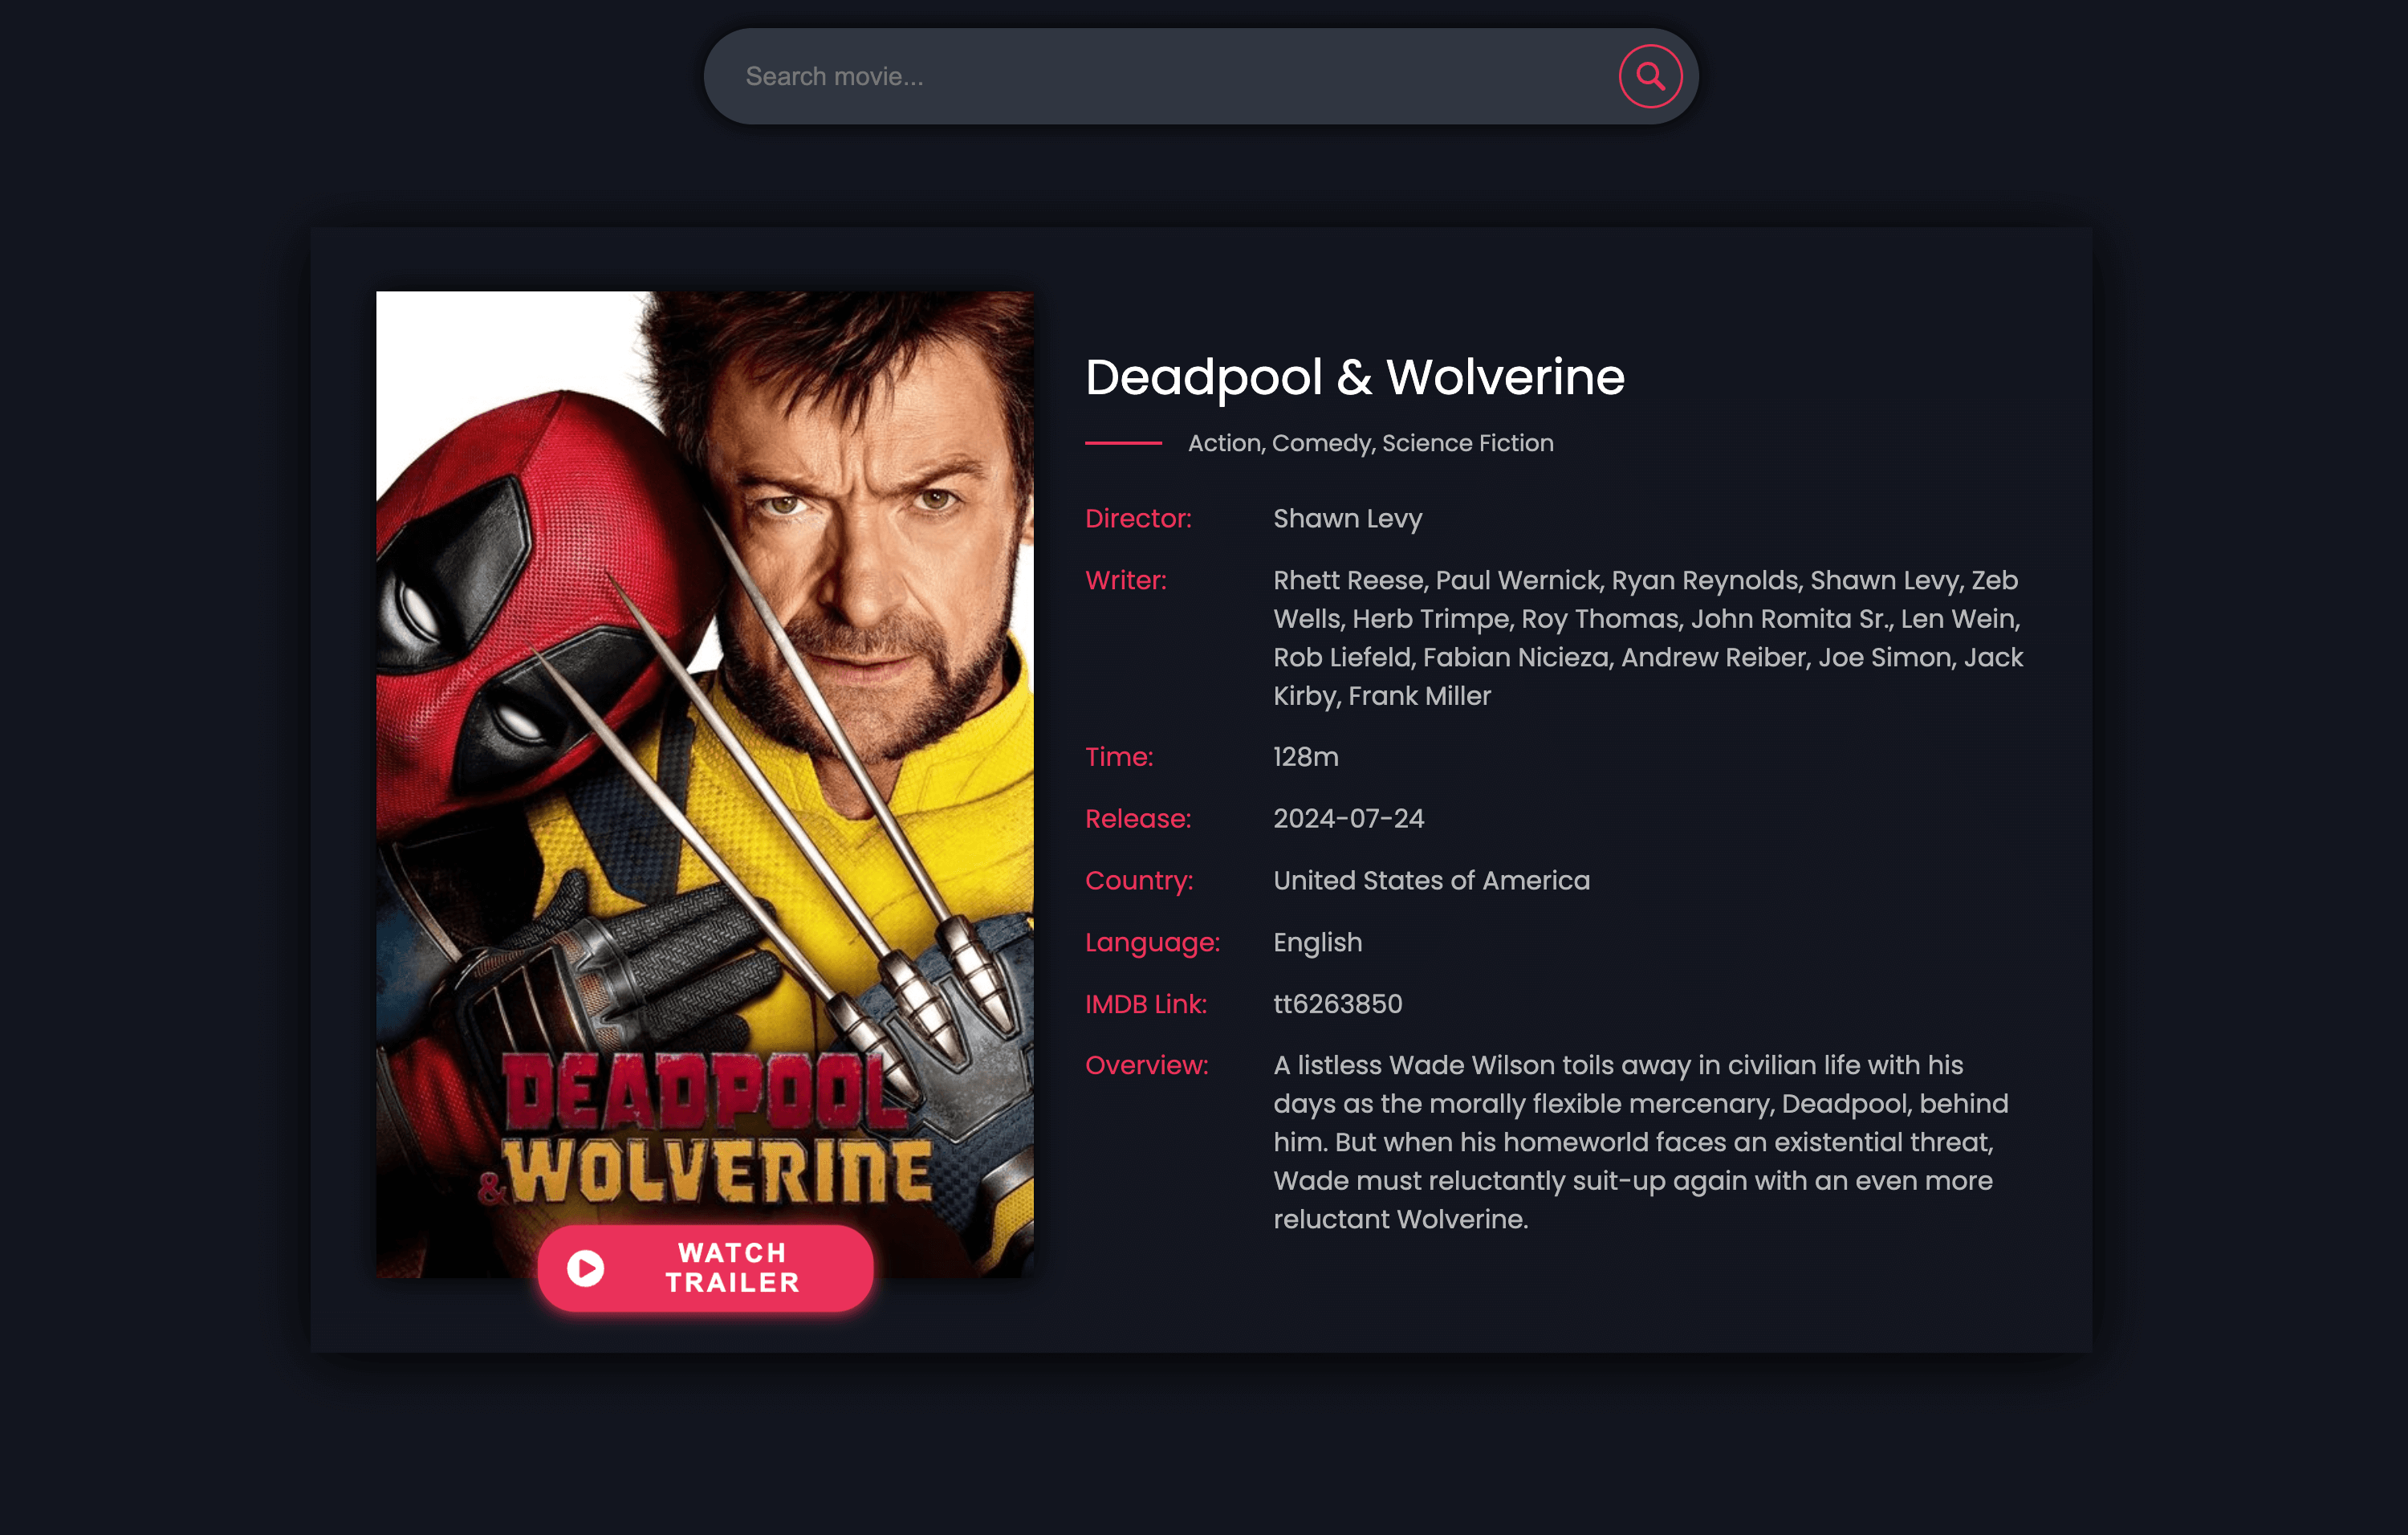 Search movie...
DEADPOOL
&WOLVERINE
WATCH
TRAILER
Deadpool & Wolverine
Action, Comedy, Science Fiction
Director: Shawn Levy
Writer: Rhett Reese, Paul Wernick, Ryan Reynolds, Shawn Levy, Zeb
Wells, Herb Trimpe, Roy Thomas, John Romita Sr., Len Wein,
Rob Liefeld, Fabian Nicieza, Andrew Reiber, Joe Simon, Jack
Kirby, Frank Miller
Time: 128m
Release: 2024-07-24
Country: United States of America
Language: English
IMDB Link: tt6263850
Overview: A listless Wade Wilson toils away in civilian life with his
days as the morally flexible mercenary, Deadpool, behind
him. But when his homeworld faces an existential threat,
Wade must reluctantly suit-up again with an even more
reluctant Wolverine.